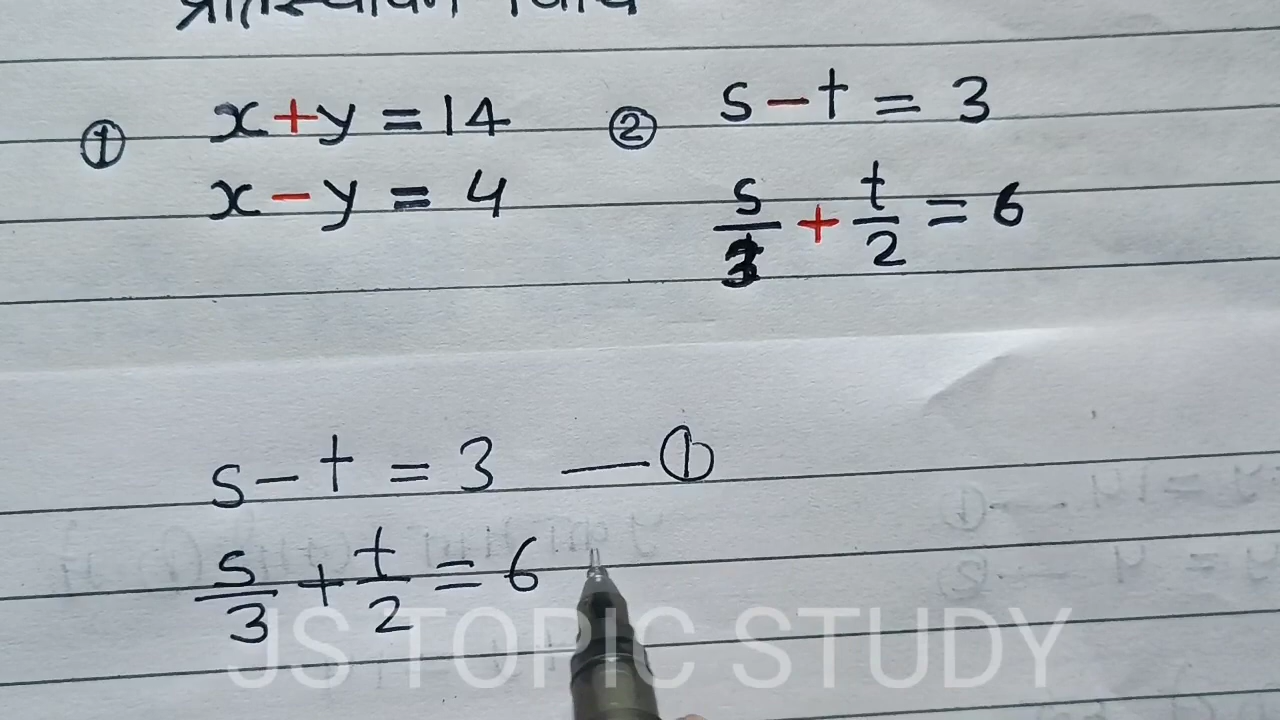 ① x+y=14
x-y=4
② s-t=3
s/3+t/2=6
s-t=3 —①
s/3+t/2=6
JS TOPIC STUDY